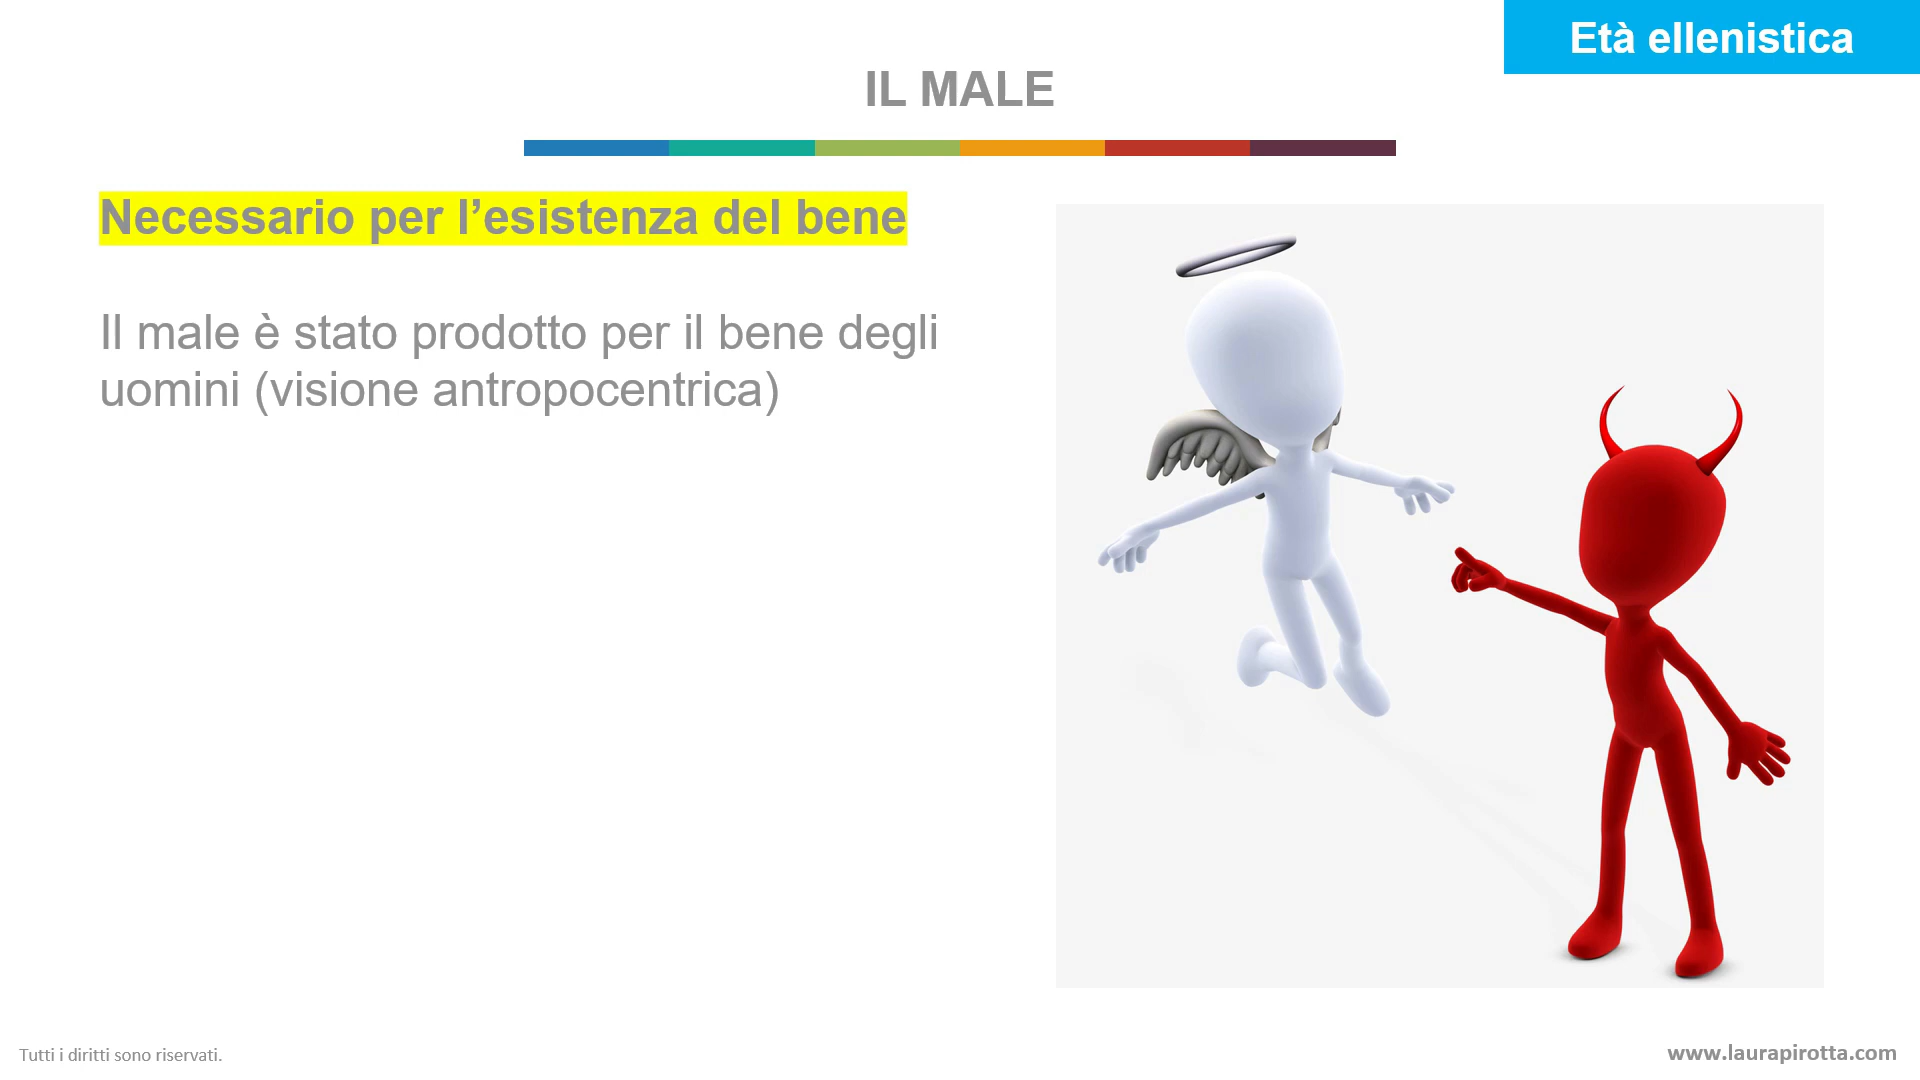 Età ellenistica
IL MALE
Necessario per l’esistenza del bene
Il male è stato prodotto per il bene degli
uomini (visione antropocentrica)
Tutti i diritti sono riservati.
www.laurapirotta.com